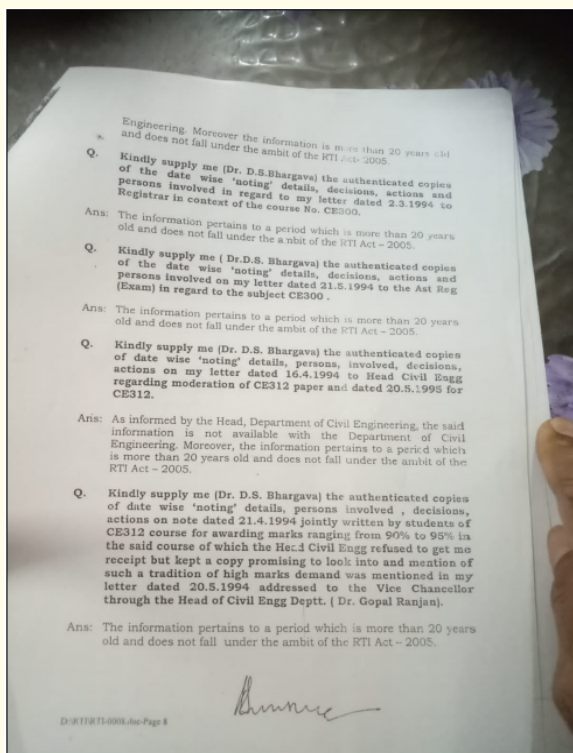 Engineering. Moreover the information is more than 20 years old
and does not fall under the ambit of the RTI Act- 2005.
Q. Kindly supply me (Dr. D.S.Bhargava) the authenticated copies
of the date wise 'noting' details, decisions, actions and
persons involved in regard to my letter dated 2.3.1994 to
Registrar in context of the course No. CE300.
Ans: The information pertains to a period which is more than 20 years
old and does not fall under the ambit of the RTI Act – 2005.
Q. Kindly supply me ( Dr.D.S. Bhargava) the authenticated copies
of the date wise 'noting' details, decisions, actions and
persons involved on my letter dated 21.5.1994 to the Ast Reg
(Exam) in regard to the subject CE300 .
Ans: The information pertains to a period which is more than 20 years
old and does not fall under the ambit of the RTI Act – 2005.
Q. Kindly supply me (Dr. D.S. Bhargava) the authenticated copies
of date wise 'noting' details, persons, involved, decisions,
actions on my letter dated 16.4.1994 to Head Civil Engg
regarding moderation of CE312 paper and dated 20.5.1995 for
CE312.
Ans: As informed by the Head, Department of Civil Engineering, the said
information is not available with the Department of Civil
Engineering. Moreover, the information pertains to a period which
is more than 20 years old and does not fall under the ambit of the
RTI Act – 2005.
Q. Kindly supply me (Dr. D.S. Bhargava) the authenticated copies
of date wise 'noting' details, persons involved , decisions,
actions on note dated 21.4.1994 jointly written by students of
CE312 course for awarding marks ranging from 90% to 95% in
the said course of which the Head Civil Engg refused to get me
receipt but kept a copy promising to look into and mention of
such a tradition of high marks demand was mentioned in my
letter dated 20.5.1994 addressed to the Vice Chancellor
through the Head of Civil Engg Deptt. ( Dr. Gopal Ranjan).
Ans: The information pertains to a period which is more than 20 years
old and does not fall under the ambit of the RTI Act – 2005.
D:\RTI\RTI-0008.doc-Page 8